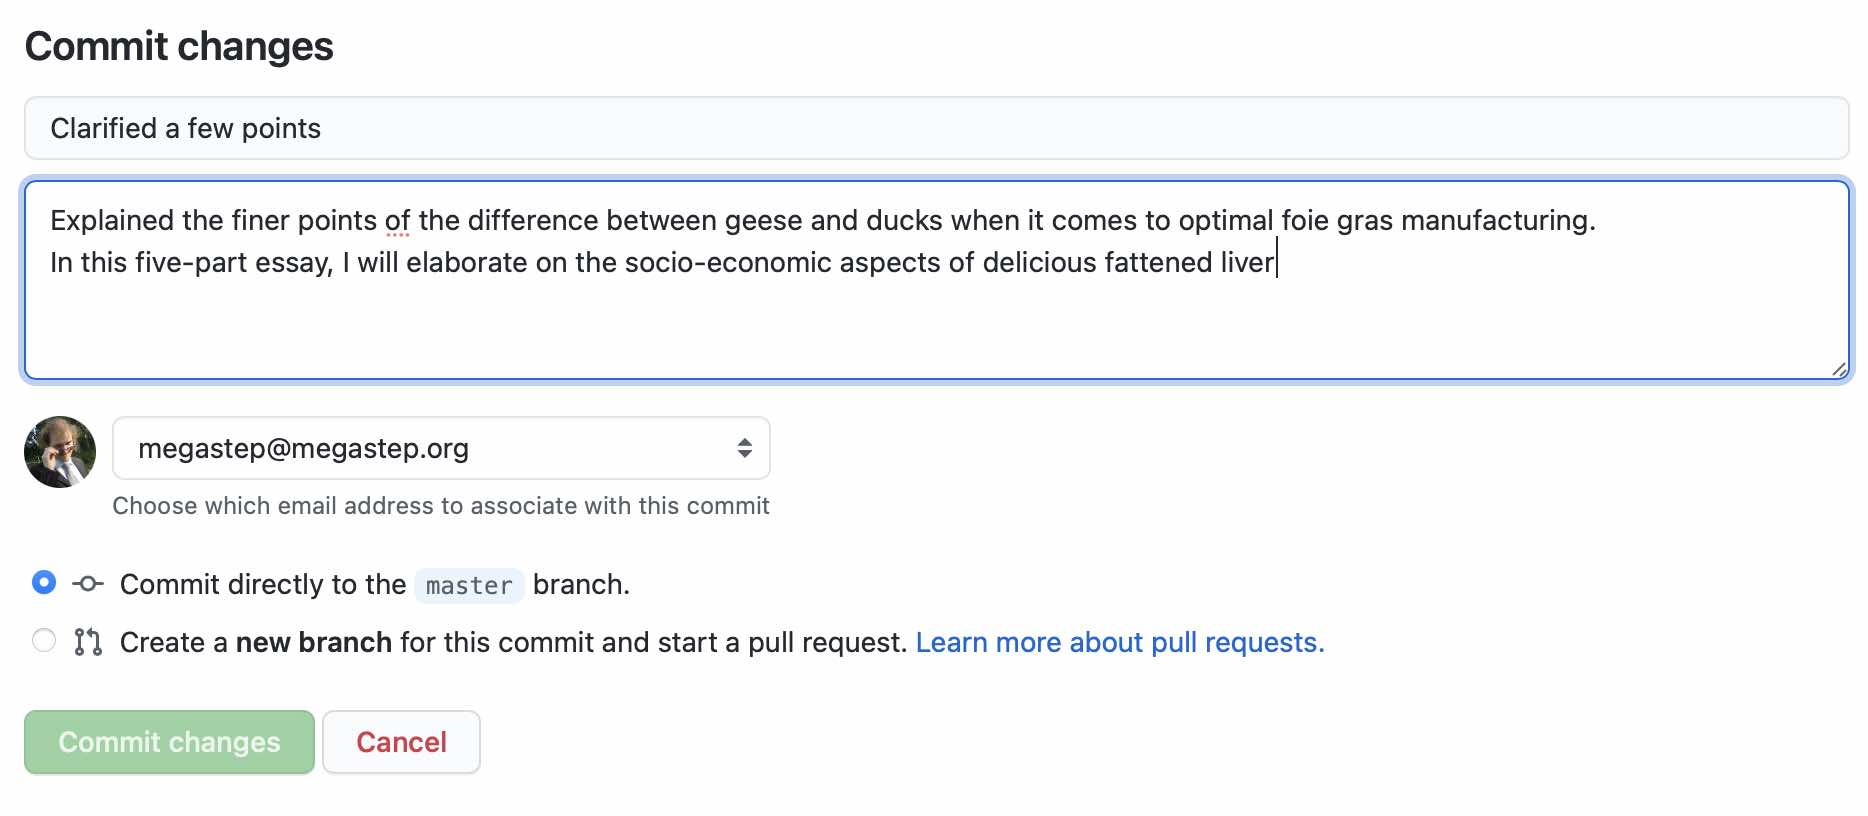 Commit changes
Clarified a few points
Explained the finer points of the difference between geese and ducks when it comes to optimal foie gras manufacturing.
In this five-part essay, I will elaborate on the socio-economic aspects of delicious fattened liver
megastep@megastep.org
Choose which email address to associate with this commit
Commit directly to the master branch.
Create a new branch for this commit and start a pull request. Learn more about pull requests.
Commit changes Cancel